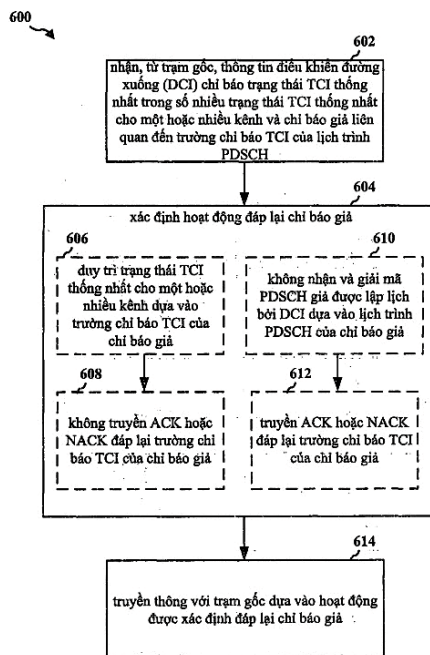 600
602
nhận, từ trạm gốc, thông tin điều khiên đường
xuống (DCI) chỉ báo trạng thái TCI thống
nhất trong số nhiều trạng thái TCI thống nhất
cho một hoặc nhiều kênh và chỉ báo giả liên
quan đến trường chỉ báo TCI của lịch trình
PDSCH
604
xác định hoạt động đáp lại chỉ báo giả
606
duy trì trạng thái TCI
thống nhất cho một hoặc
nhiều kênh dựa vào
trường chỉ báo TCI của
chỉ báo giả
610
không nhận và giải mã
PDSCH giả được lập lịch
bởi DCI dựa vào lịch trình
PDSCH của chỉ báo giả
608
không truyền ACK hoặc
NACK đáp lại trường chỉ
báo TCI của chỉ báo giả
612
truyền ACK hoặc NACK
đáp lại trường chỉ báo TCI
của chỉ báo giả
614
truyền thông với trạm gốc dựa vào hoạt động
được xác định đáp lại chỉ báo giả